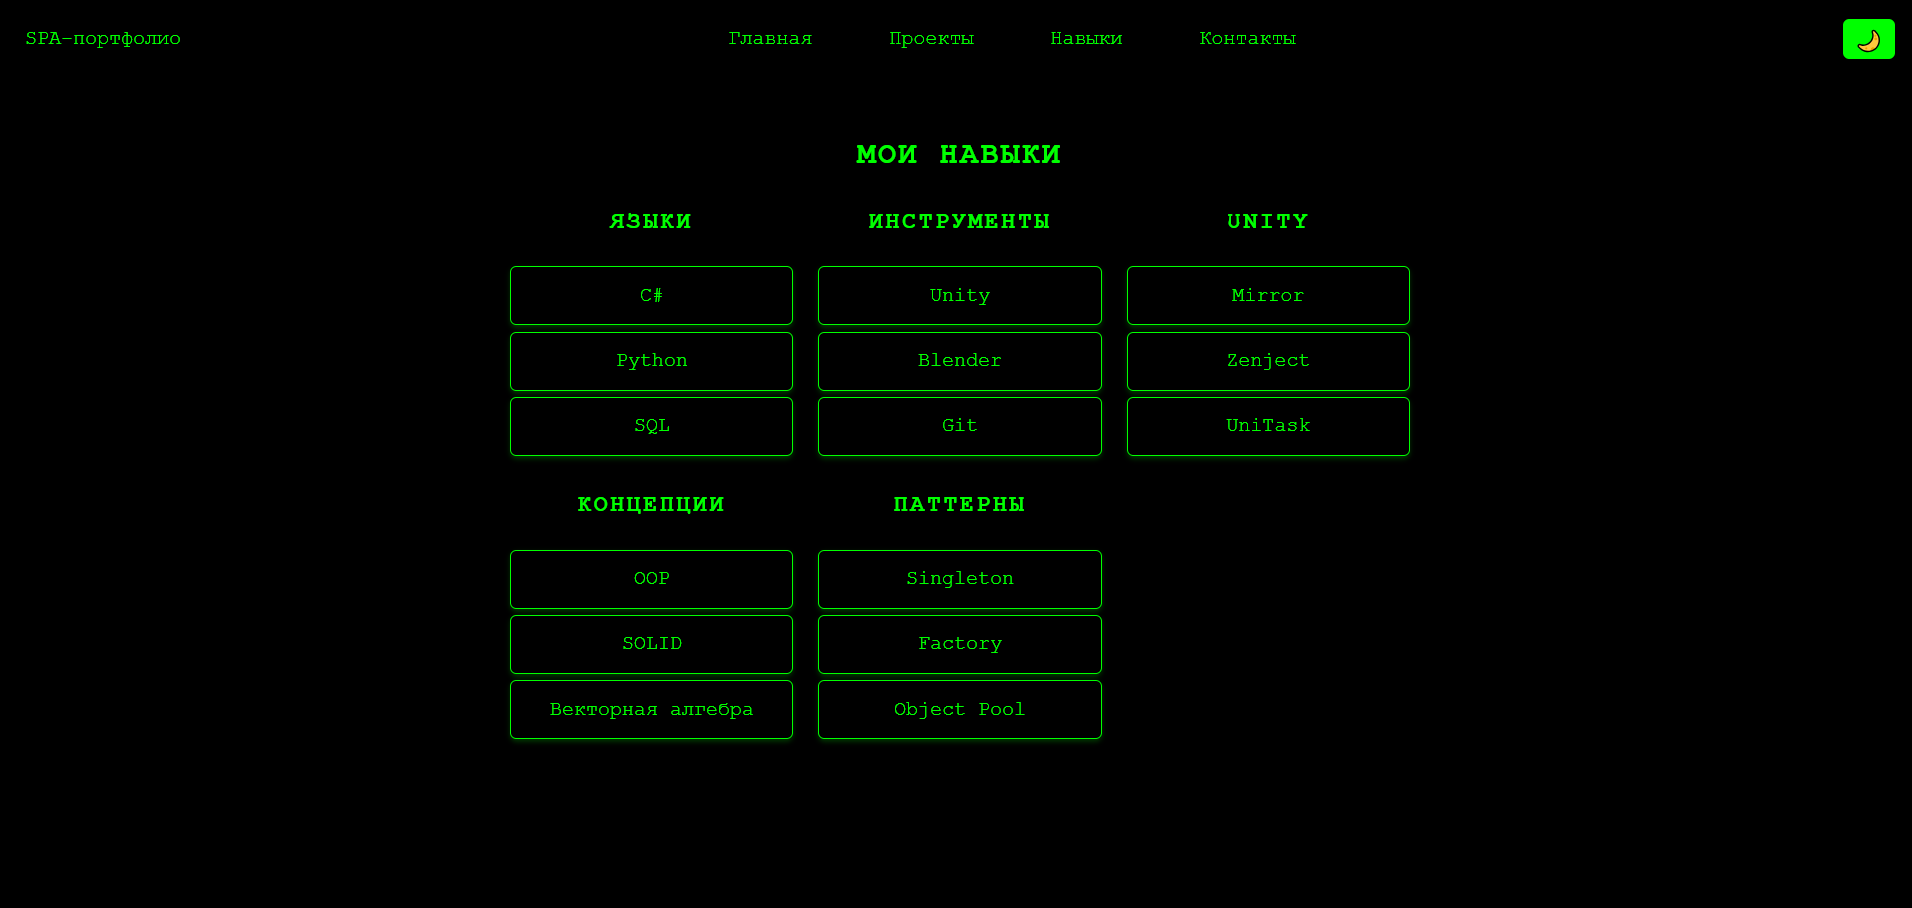 SPA-портфолио
Главная Проекты Навыки Контакты
МОИ НАВЫКИ
ЯЗЫКИ
C#
Python
SQL
ИНСТРУМЕНТЫ
Unity
Blender
Git
UNITY
Mirror
Zenject
UniTask
КОНЦЕПЦИИ
OOP
SOLID
Векторная алгебра
ПАТТЕРНЫ
Singleton
Factory
Object Pool